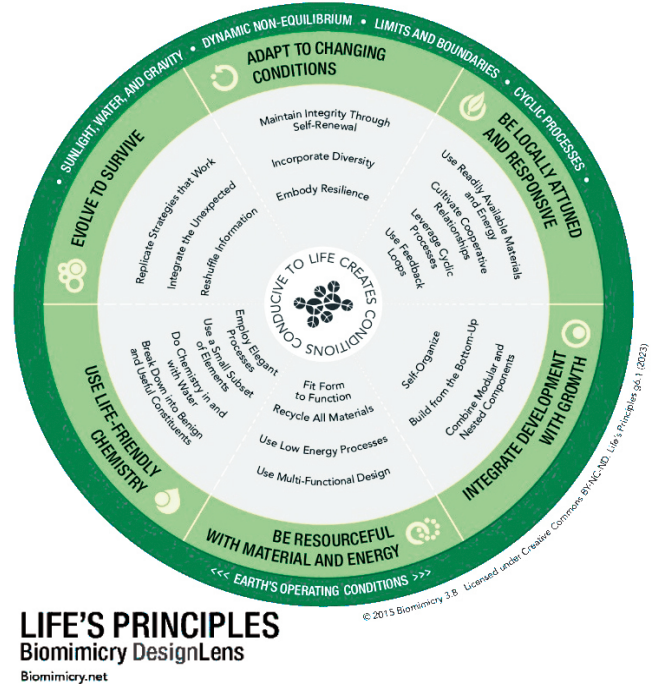 SUNLIGHT, WATER, AND GRAVITY • DYNAMIC NON-EQUILIBRIUM • LIMITS AND BOUNDARIES • CYCLIC PROCESSES •
ADAPT TO CHANGING
CONDITIONS
Maintain Integrity Through
Self-Renewal
Incorporate Diversity
Embody Resilience
BE LOCALLY ATTUNED
AND RESPONSIVE
Use Readily Available Materials
and Energy
Cultivate Cooperative
Relationships
Leverage Cyclic
Processes
Use Feedback
Loops
INTEGRATE DEVELOPMENT
WITH GROWTH
Self-Organize
Build from the Bottom-Up
Combine Modular and
Nested Components
BE RESOURCEFUL
WITH MATERIAL AND ENERGY
Fit Form
to Function
Recycle All Materials
Use Low Energy Processes
Use Multi-Functional Design
USE LIFE-FRIENDLY
CHEMISTRY
Employ Elegant
Processes
Use a Small Subset
of Elements
Do Chemistry in and
with Water
Break Down into Benign
and Useful Constituents
EVOLVE TO SURVIVE
Replicate Strategies that Work
Integrate the Unexpected
Reshuffle Information
LIFE CREATES CONDITIONS CONDUCIVE TO
<<< EARTH'S OPERATING CONDITIONS >>>
© 2015 Biomimicry 3.8 Licensed under Creative Commons BY-NC-ND. Life's Principles g6.1 (2023)
LIFE'S PRINCIPLES
Biomimicry DesignLens
Biomimicry.net